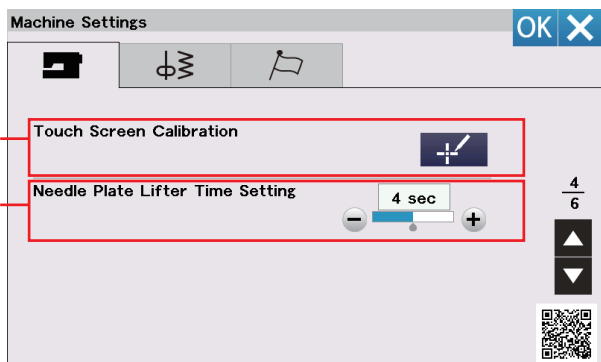 Machine Settings
OK
Touch Screen Calibration
Needle Plate Lifter Time Setting
4 sec
4
6